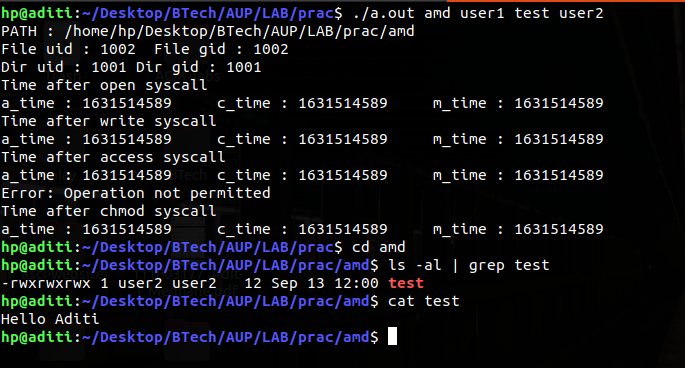 hp@aditi:~/Desktop/BTech/AUP/LAB/prac$ ./a.out amd user1 test user2
PATH : /home/hp/Desktop/BTech/AUP/LAB/prac/amd
File uid : 1002  File gid : 1002
Dir uid : 1001 Dir gid : 1001
Time after open syscall
a_time : 1631514589     c_time : 1631514589     m_time : 1631514589
Time after write syscall
a_time : 1631514589     c_time : 1631514589     m_time : 1631514589
Time after access syscall
a_time : 1631514589     c_time : 1631514589     m_time : 1631514589
Error: Operation not permitted
Time after chmod syscall
a_time : 1631514589     c_time : 1631514589     m_time : 1631514589
hp@aditi:~/Desktop/BTech/AUP/LAB/prac$ cd amd
hp@aditi:~/Desktop/BTech/AUP/LAB/prac/amd$ ls -al | grep test
-rwxrwxrwx 1 user2 user2   12 Sep 13 12:00 test
hp@aditi:~/Desktop/BTech/AUP/LAB/prac/amd$ cat test
Hello Aditi
hp@aditi:~/Desktop/BTech/AUP/LAB/prac/amd$